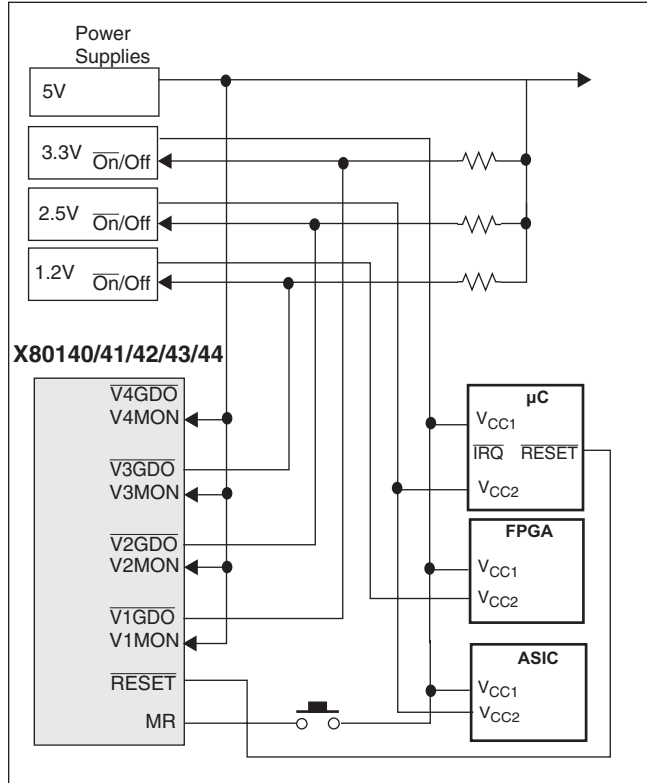 Power
Supplies
5V
3.3V
On/Off
2.5V
On/Off
1.2V
On/Off
X80140/41/42/43/44
V4GDO
V4MON
V3GDO
V3MON
V2GDO
V2MON
V1GDO
V1MON
RESET
MR
µC
VCC1
IRQ RESET
VCC2
FPGA
VCC1
VCC2
ASIC
VCC1
VCC2